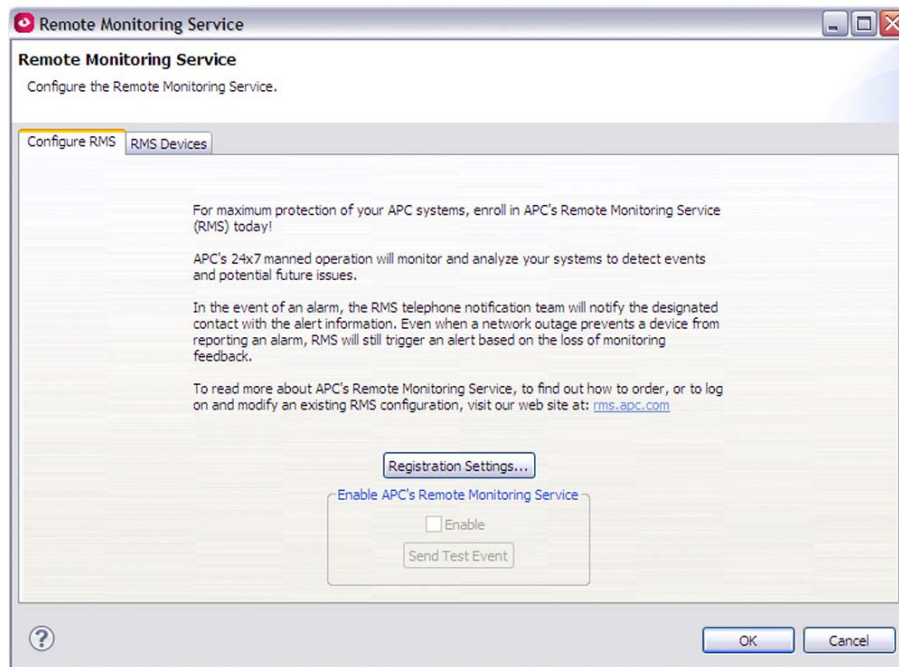 Remote Monitoring Service
Remote Monitoring Service
Configure the Remote Monitoring Service.
Configure RMS
RMS Devices
For maximum protection of your APC systems, enroll in APC's Remote Monitoring Service
(RMS) today!
APC's 24x7 manned operation will monitor and analyze your systems to detect events
and potential future issues.
In the event of an alarm, the RMS telephone notification team will notify the designated
contact with the alert information. Even when a network outage prevents a device from
reporting an alarm, RMS will still trigger an alert based on the loss of monitoring
feedback.
To read more about APC's Remote Monitoring Service, to find out how to order, or to log
on and modify an existing RMS configuration, visit our web site at: rms.apc.com
Registration Settings...
Enable APC's Remote Monitoring Service
Enable
Send Test Event
?
OK
Cancel